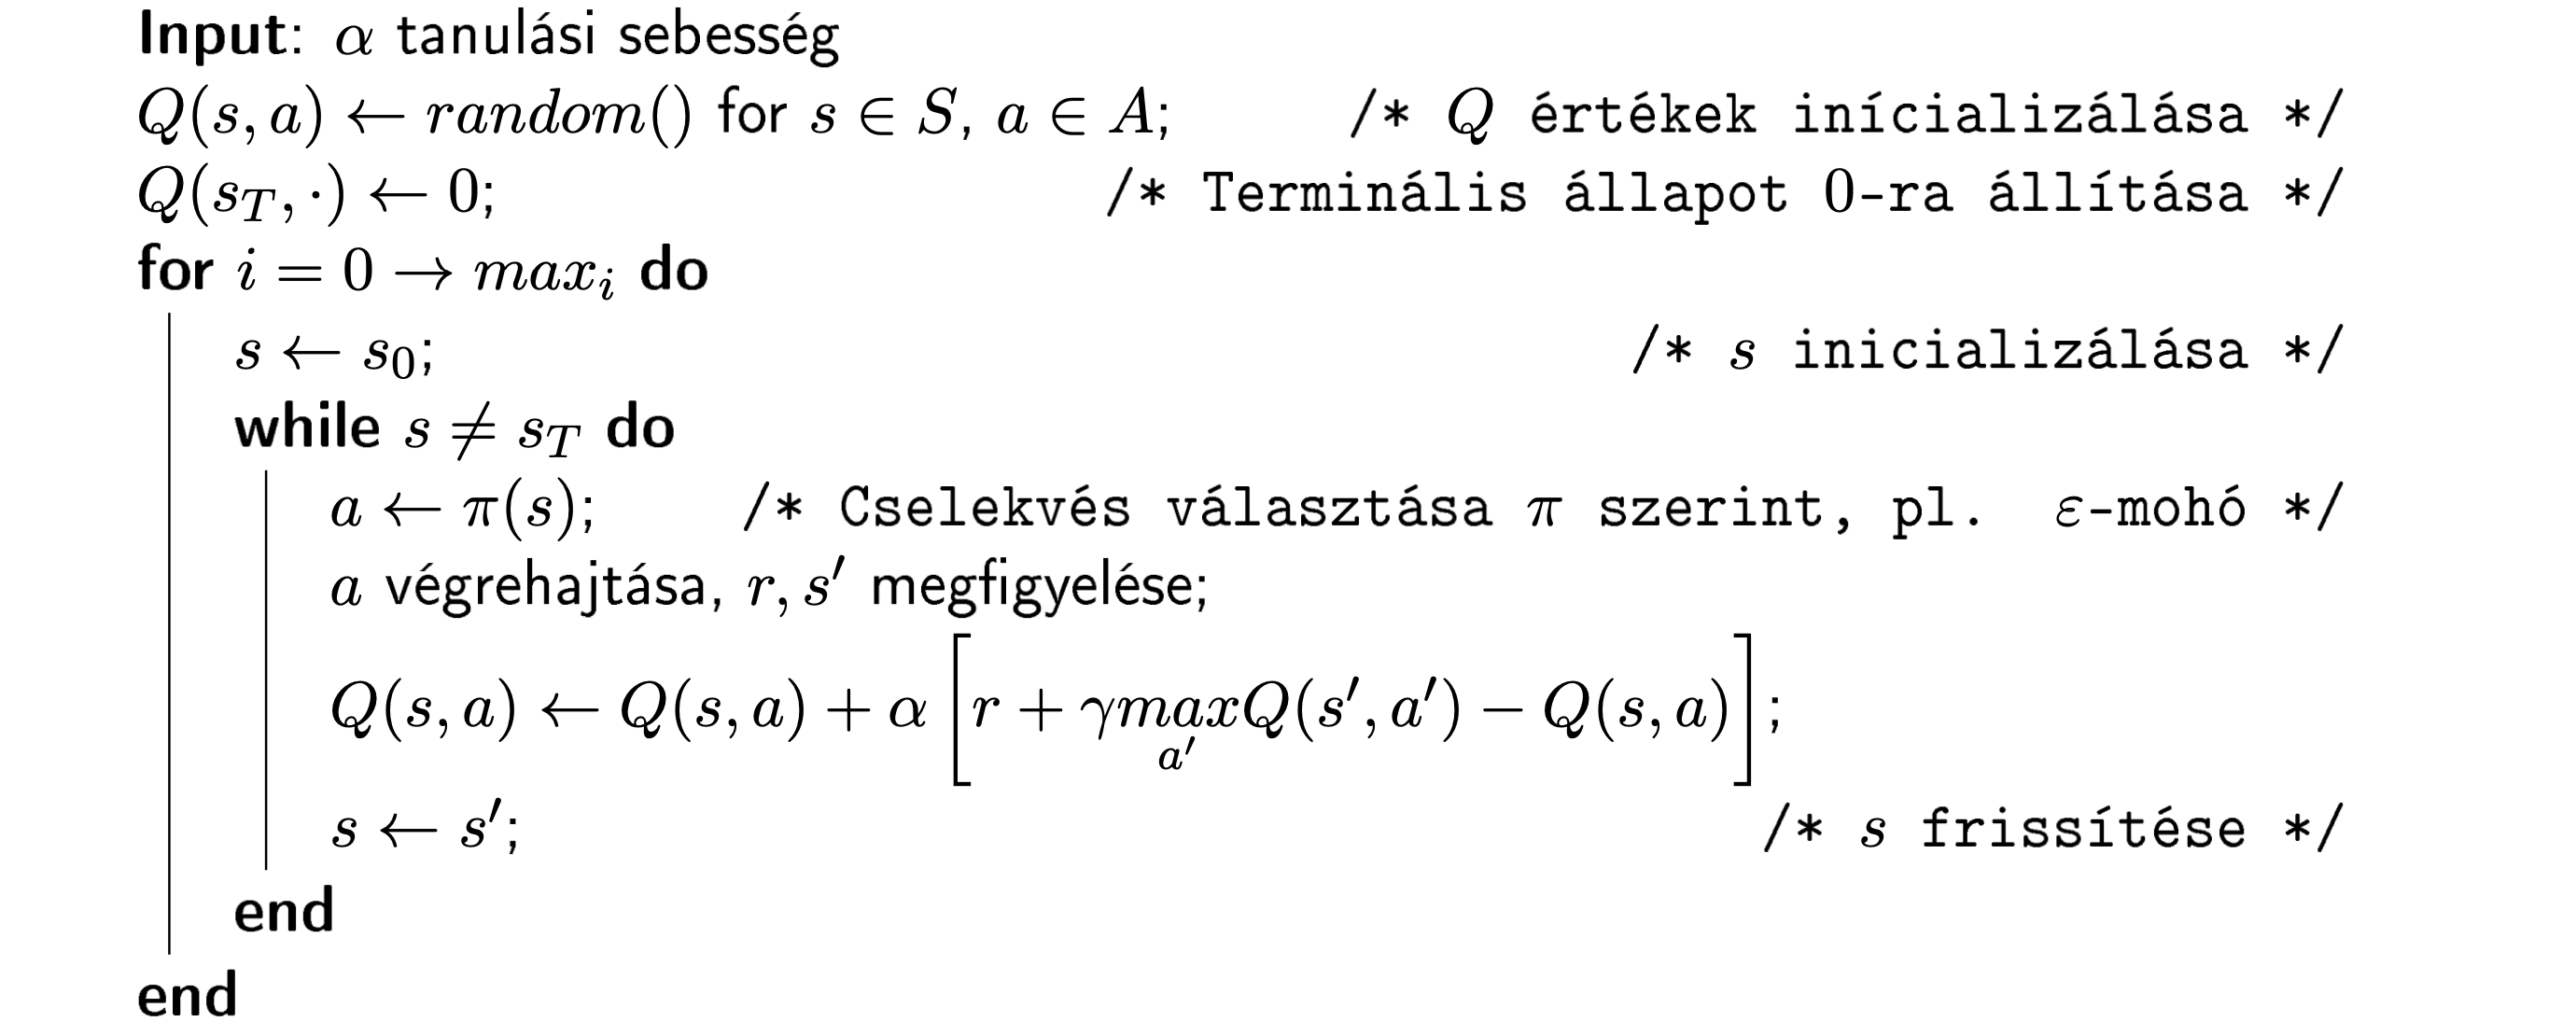 Input: α tanulási sebesség
Q(s, a) ← random() for s ∈ S, a ∈ A; /* Q értékek inícializálása */
Q(s_T, ·) ← 0; /* Terminális állapot 0-ra állítása */
for i = 0 → max_i do
s ← s_0; /* s inicializálása */
while s ≠ s_T do
a ← π(s); /* Cselekvés választása π szerint, pl. ε-mohó */
a végrehajtása, r, s′ megfigyelése;
Q(s, a) ← Q(s, a) + α [r + γ max_{a′} Q(s′, a′) − Q(s, a)];
s ← s′; /* s frissítése */
end
end